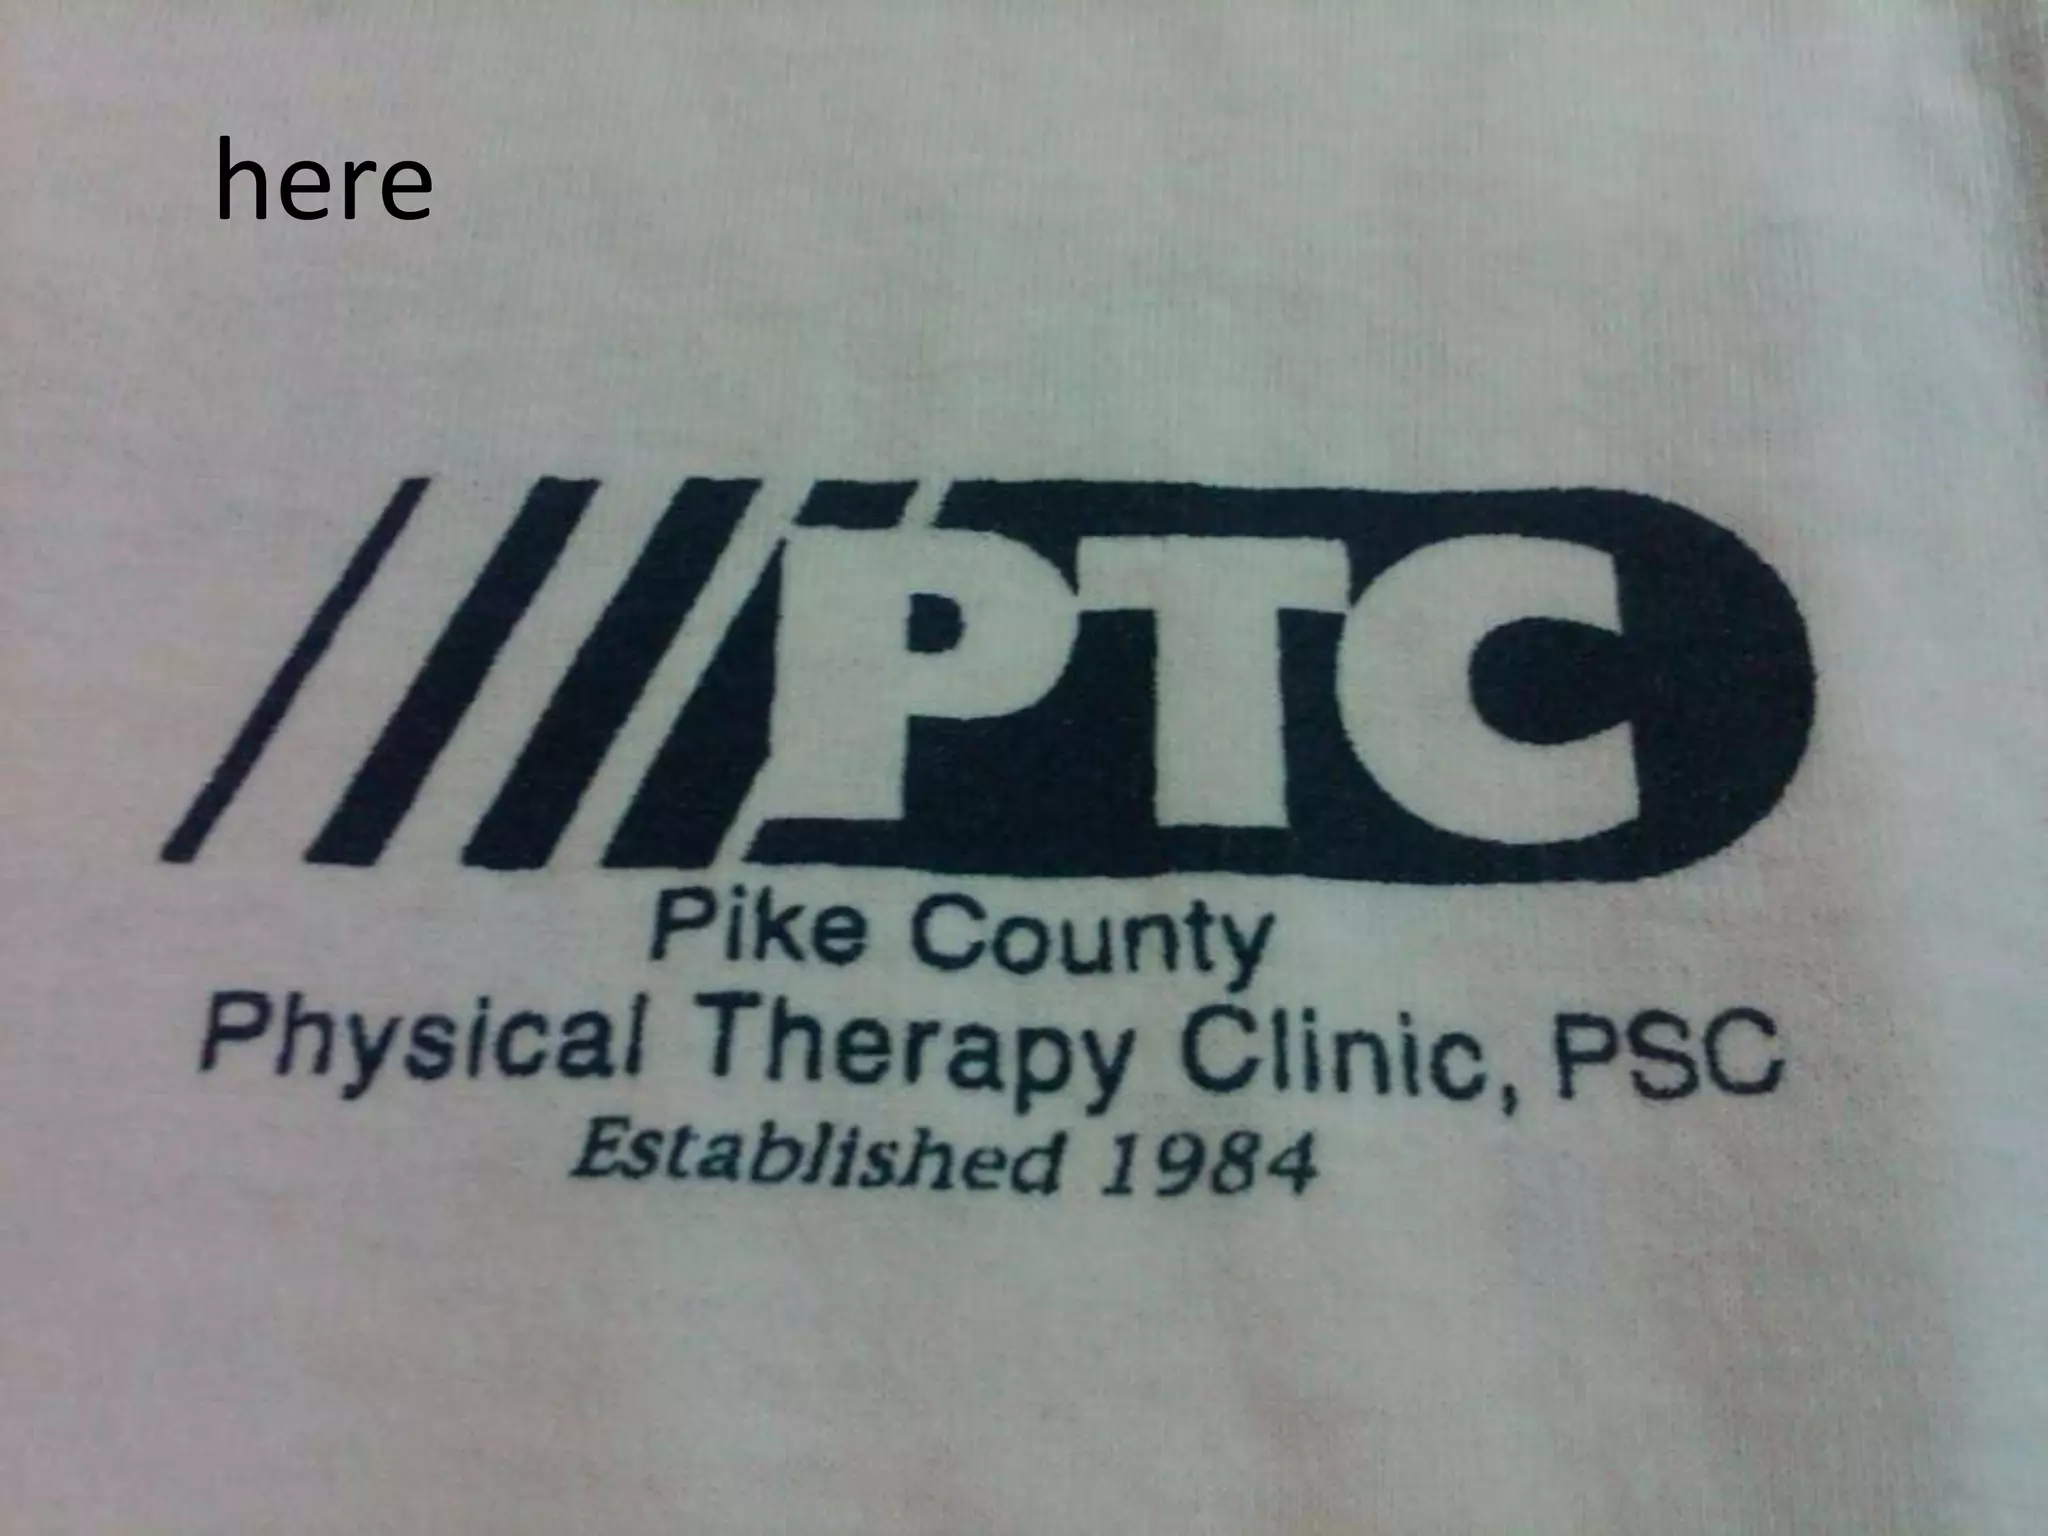 here
PTC
Pike County
Physical Therapy Clinic, PSC
Established 1984